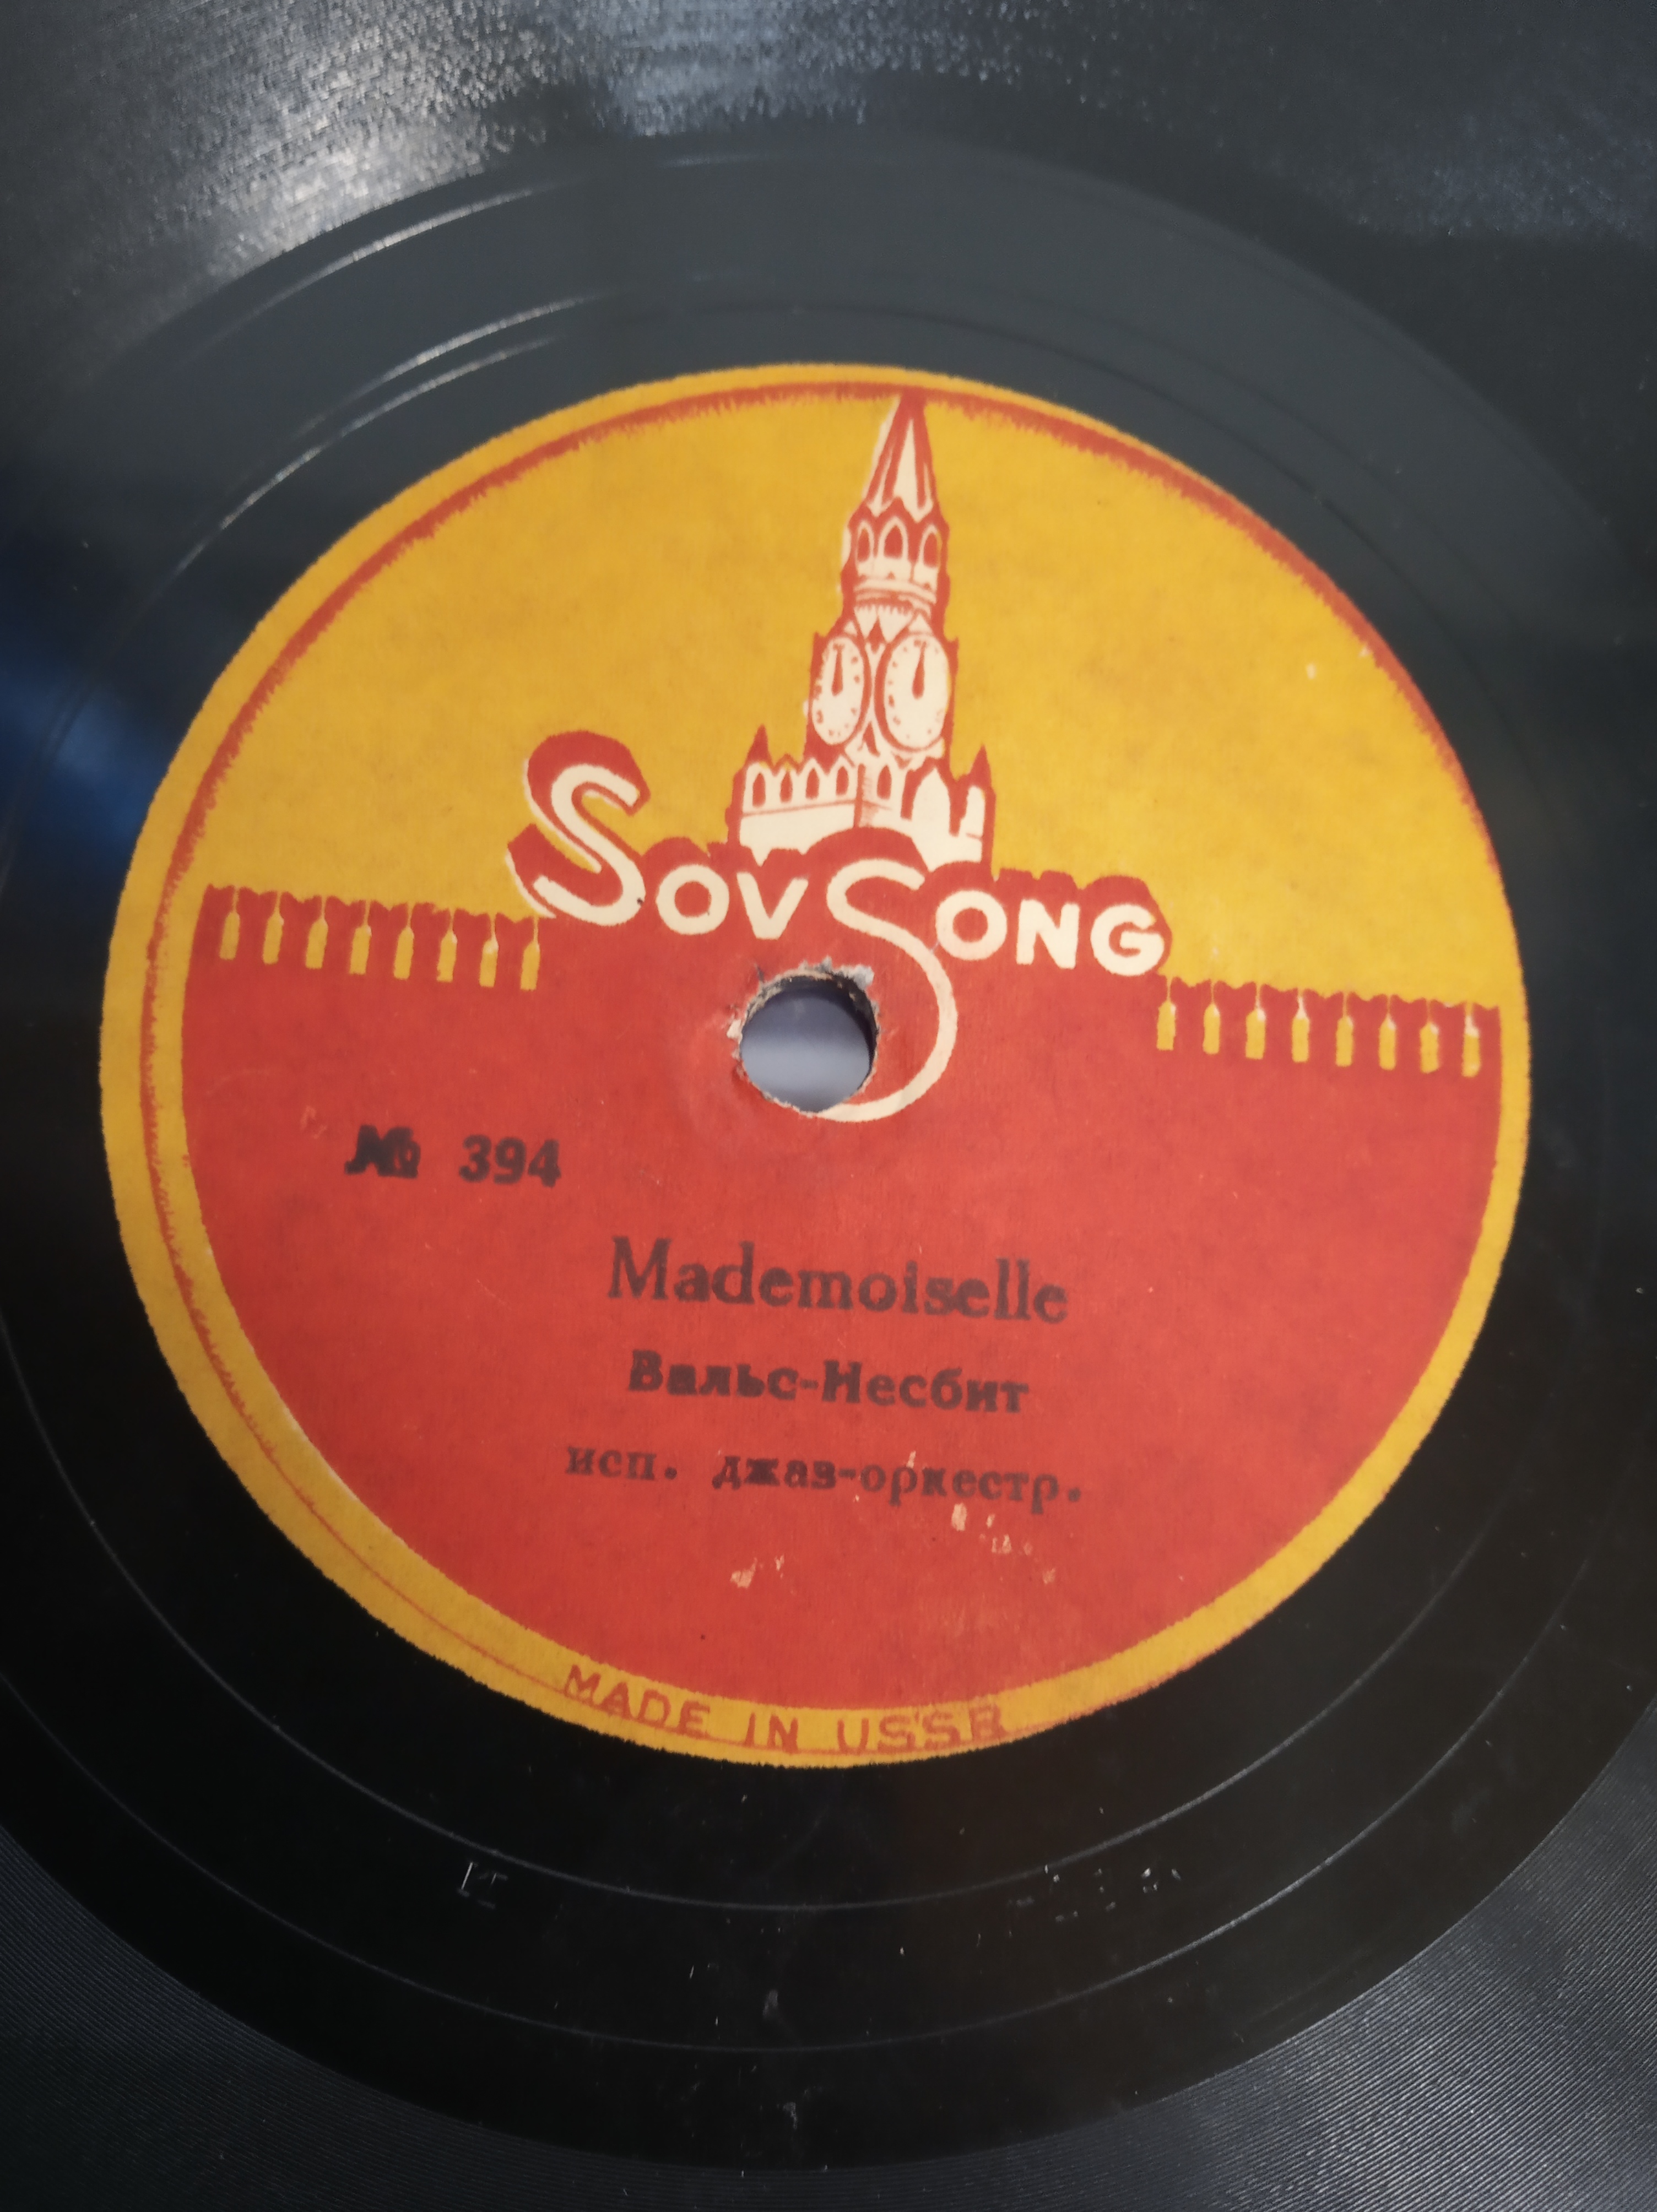 SOVSONG
№ 394
Mademoiselle
Вальс-Несбит
исп. джаз-оркестр.
MADE IN USSR